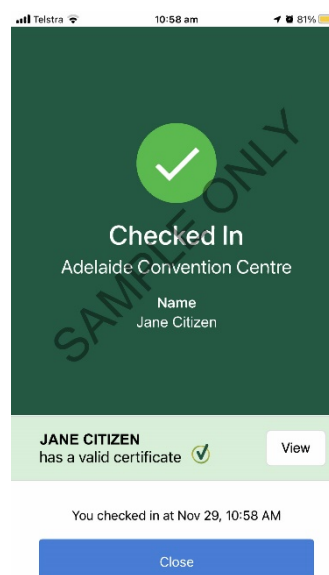 Telstra 10:58 am 81%
Checked In
Adelaide Convention Centre
Name
Jane Citizen
SAMPLE ONLY
JANE CITIZEN
has a valid certificate
View
You checked in at Nov 29, 10:58 AM
Close